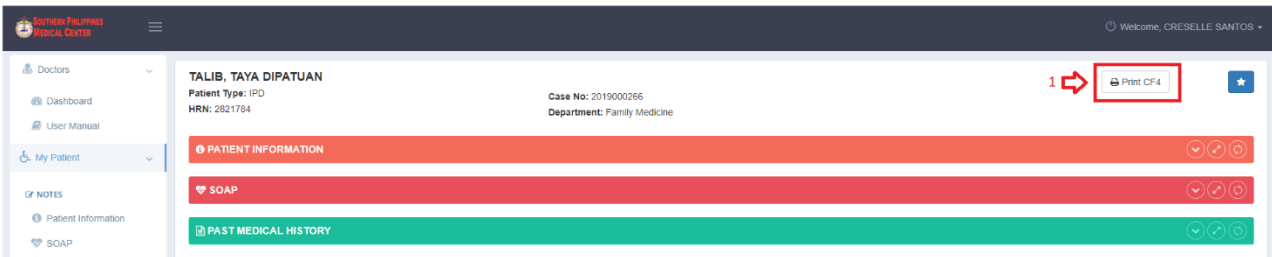 SOUTHERN PHILIPPINES
MEDICAL CENTER
Welcome, CRESELLE SANTOS
Doctors
Dashboard
User Manual
My Patient
NOTES
Patient Information
SOAP
TALIB, TAYA DIPATUAN
Patient Type: IPD
HRN: 2821784
Case No: 2019000266
Department: Family Medicine
1
Print CF4
PATIENT INFORMATION
SOAP
PAST MEDICAL HISTORY